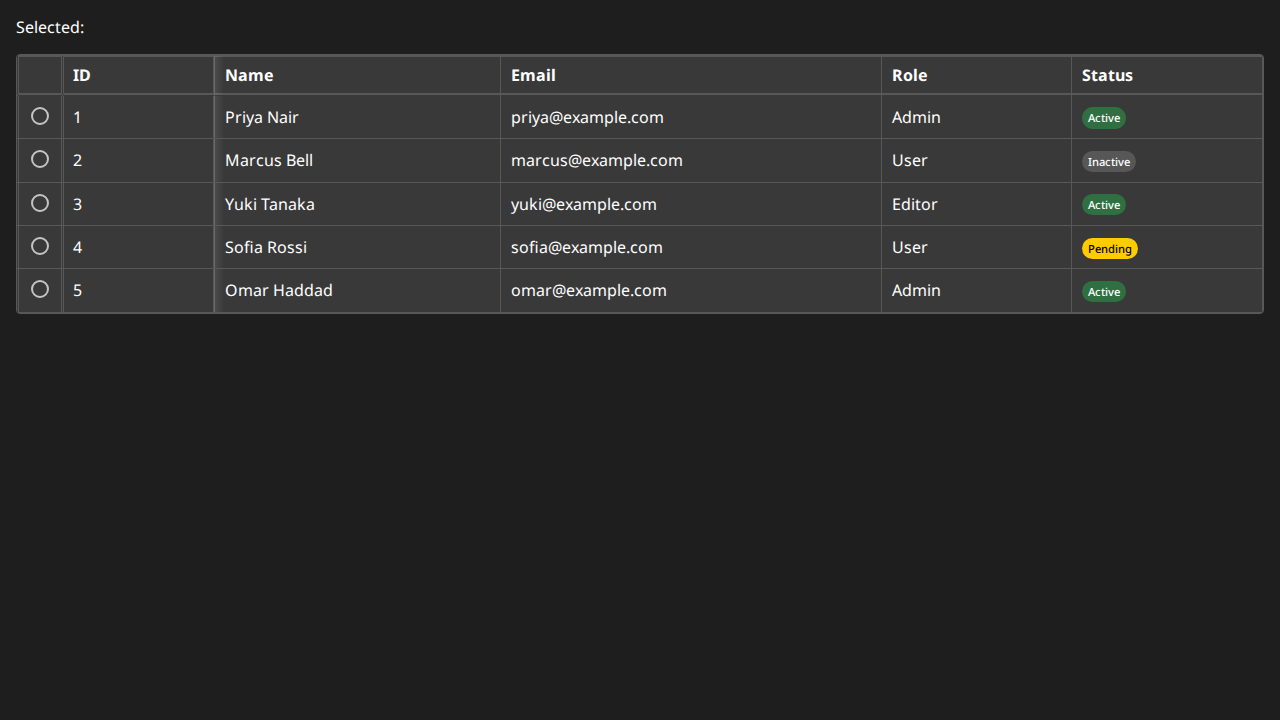 Selected:
ID Name Email Role Status
1 Priya Nair priya@example.com Admin Active
2 Marcus Bell marcus@example.com User Inactive
3 Yuki Tanaka yuki@example.com Editor Active
4 Sofia Rossi sofia@example.com User Pending
5 Omar Haddad omar@example.com Admin Active